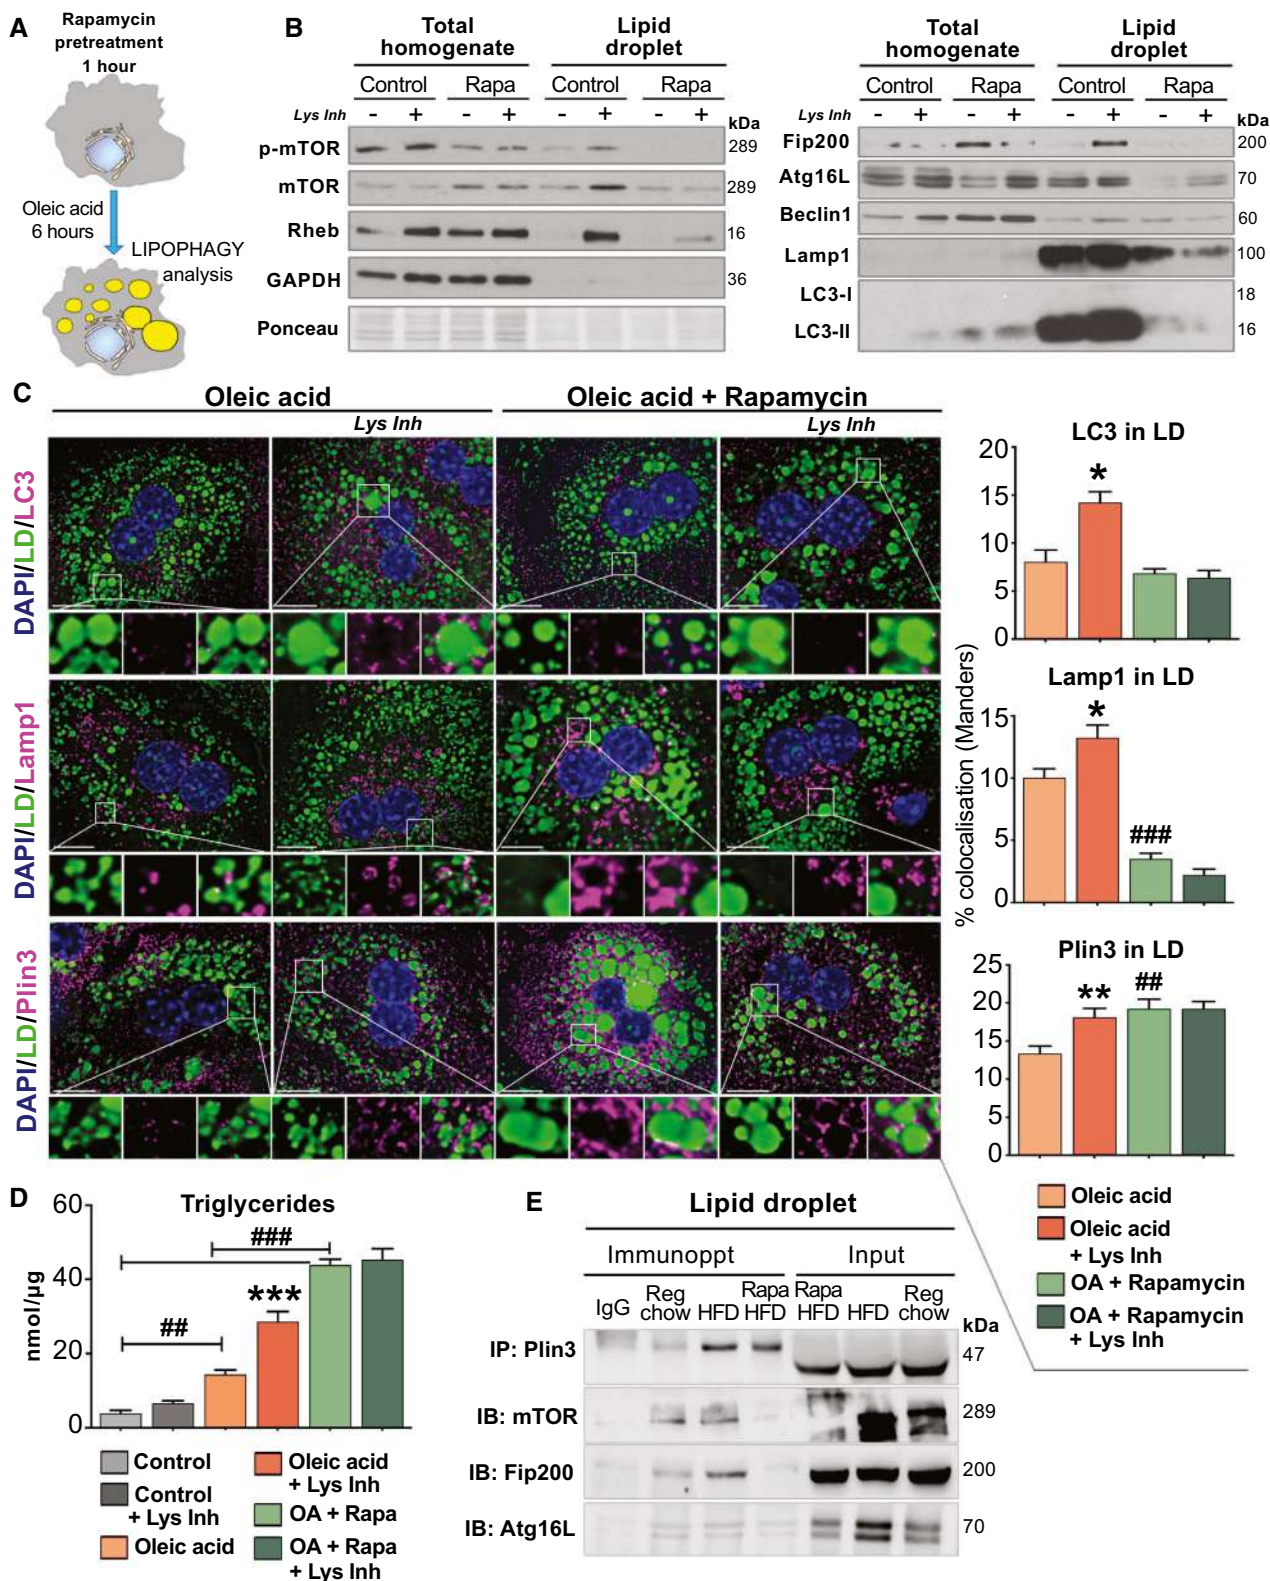 A
Rapamycin
pretreatment
1 hour
Oleic acid
6 hours
LIPOPHAGY
analysis
B
Total
homogenate
Lipid
droplet
Control
Rapa
Control
Rapa
Lys Inh - + - + - + - +
kDa
p-mTOR 289
mTOR 289
Rheb 16
GAPDH 36
Ponceau
Total
homogenate
Lipid
droplet
Control
Rapa
Control
Rapa
Lys Inh - + - + - + - +
kDa
Fip200 200
Atg16L 70
Beclin1 60
Lamp1 100
LC3-I 18
LC3-II 16
C
Oleic acid
Oleic acid + Rapamycin
Lys Inh
Lys Inh
DAPI/LD/LC3
DAPI/LD/Lamp1
DAPI/LD/Plin3
LC3 in LD
20
15
10
5
0
*
Lamp1 in LD
15
10
5
0
*
###
% colocalisation (Manders)
Plin3 in LD
25
20
15
10
5
0
**
##
Oleic acid
Oleic acid
+ Lys Inh
OA + Rapamycin
OA + Rapamycin
+ Lys Inh
D
Triglycerides
nmol/µg
60
40
20
0
##
***
###
Control
Control
+ Lys Inh
Oleic acid
Oleic acid
+ Lys Inh
OA + Rapa
OA + Rapa
+ Lys Inh
E
Lipid droplet
Immunoppt
Input
IgG
Reg
chow
HFD
Rapa
HFD
Rapa
HFD
HFD
Reg
chow
kDa
IP: Plin3 47
IB: mTOR 289
IB: Fip200 200
IB: Atg16L 70